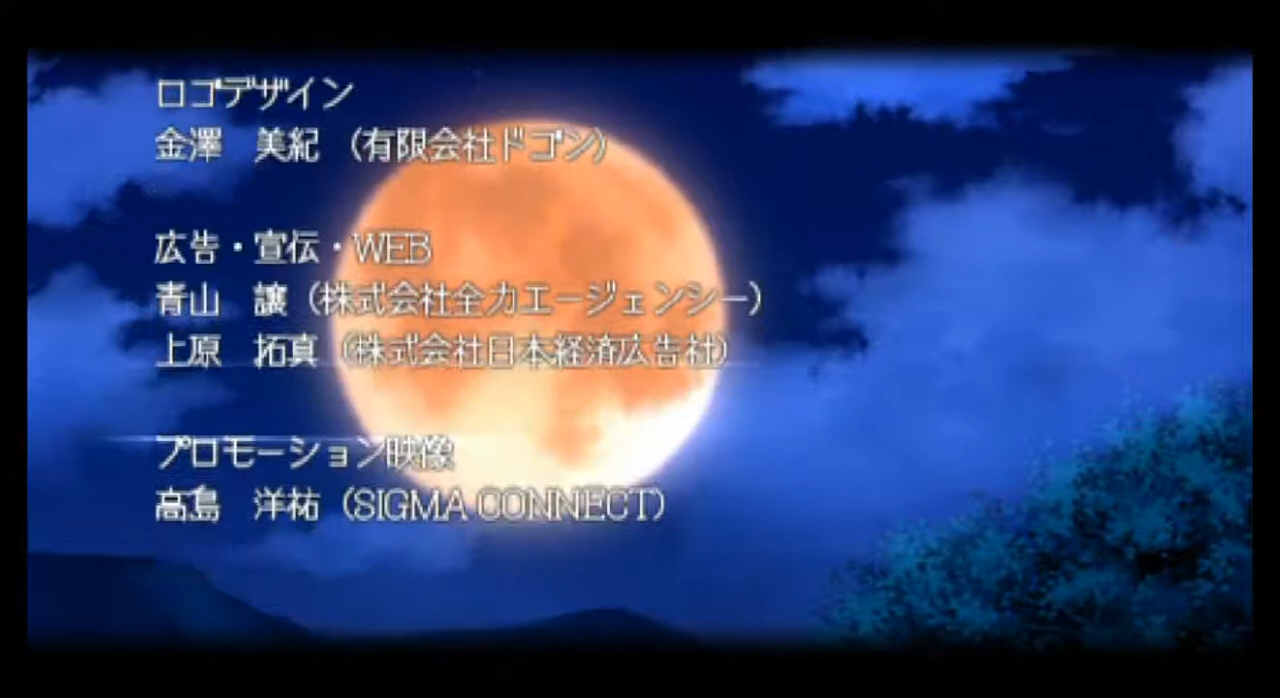 ロゴデザイン
金澤　美紀（有限会社ドゴン）
広告・宣伝・WEB
青山　譲（株式会社全力エージェンシー）
上原　拓真（株式会社日本経済広告社）
プロモーション映像
高島　洋祐（SIGMA CONNECT）